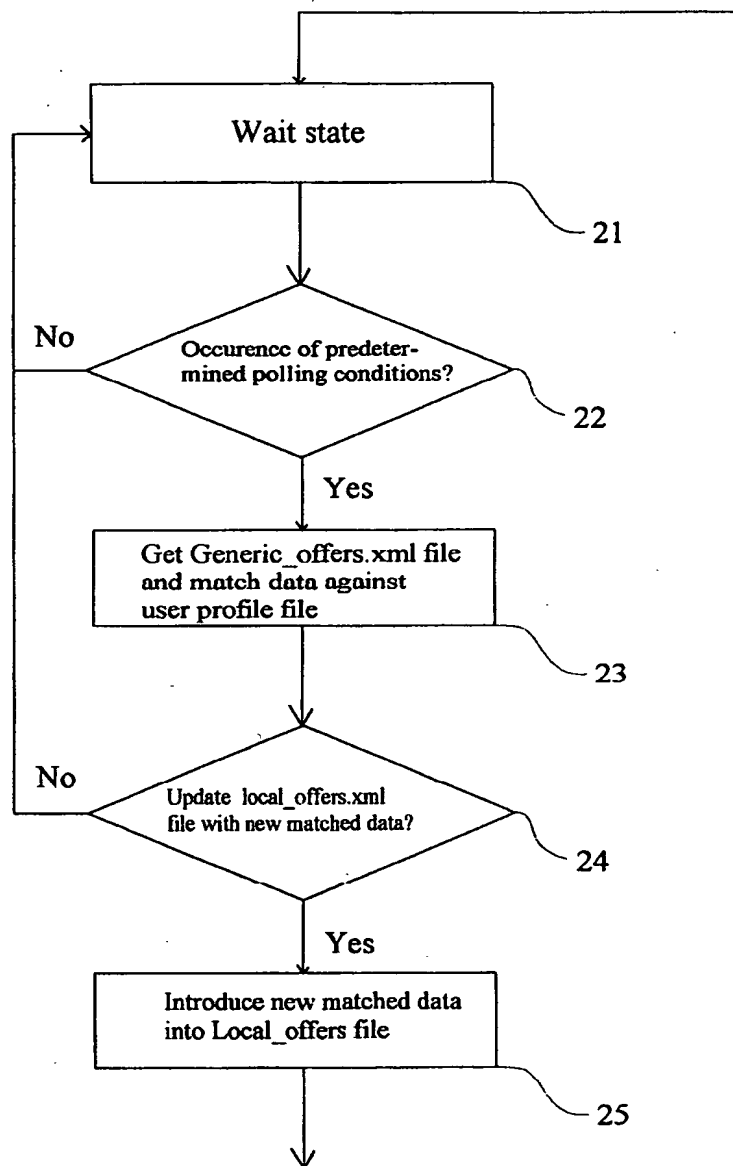 Wait state
21
No
Occurence of predeter-
mined polling conditions?
22
Yes
Get Generic_offers.xml file
and match data against
user profile file
23
No
Update local_offers.xml
file with new matched data?
24
Yes
Introduce new matched data
into Local_offers file
25